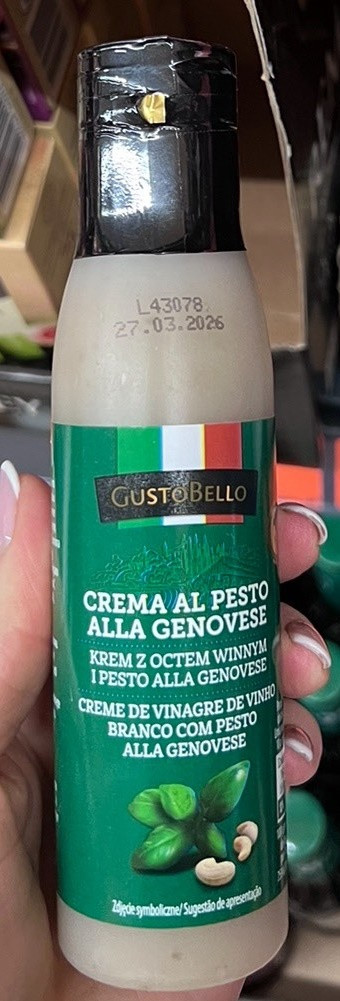 L43078
27.03.2026
GUSTOBELLO
CREMA AL PESTO
ALLA GENOVESE
KREM Z OCTEM WINNYM
I PESTO ALLA GENOVESE
CREME DE VINAGRE DE VINHO
BRANCO COM PESTO
ALLA GENOVESE
Zdjęcie symboliczne/ Sugestão de apresentação